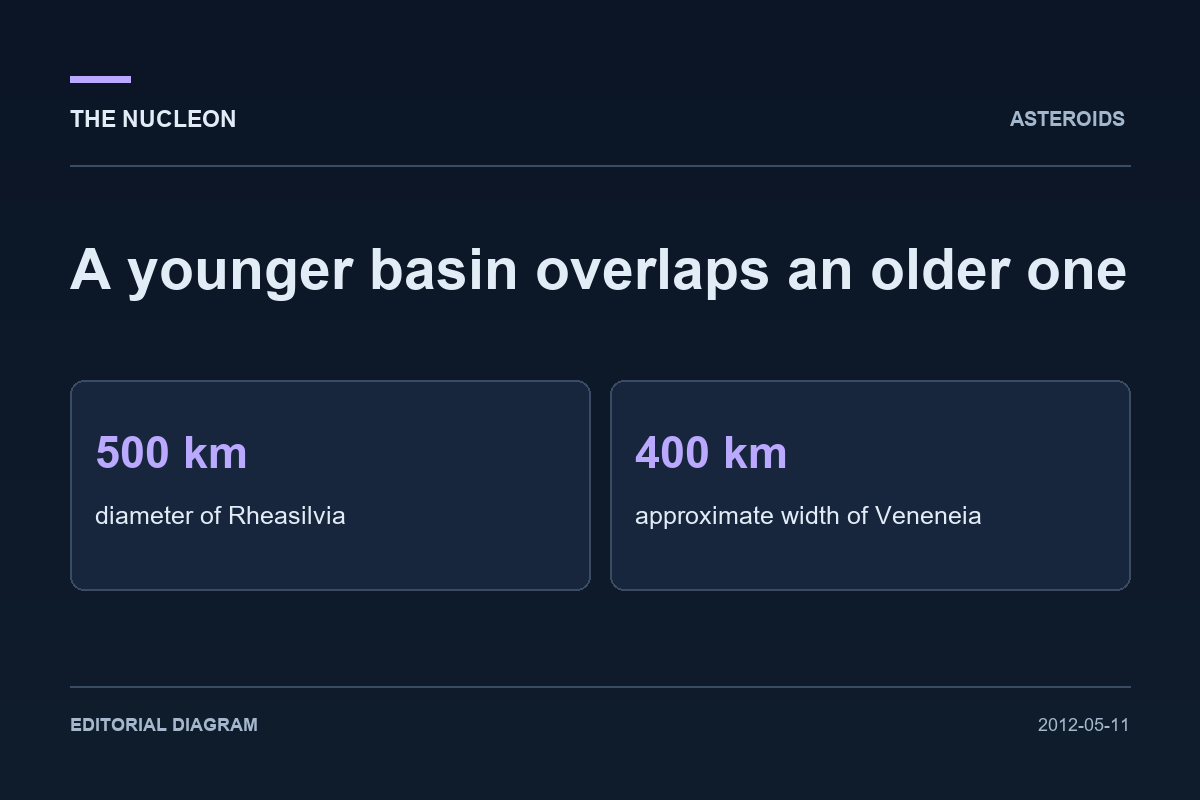 THE NUCLEON
ASTEROIDS
A younger basin overlaps an older one
500 km
diameter of Rheasilvia
400 km
approximate width of Veneneia
EDITORIAL DIAGRAM
2012-05-11